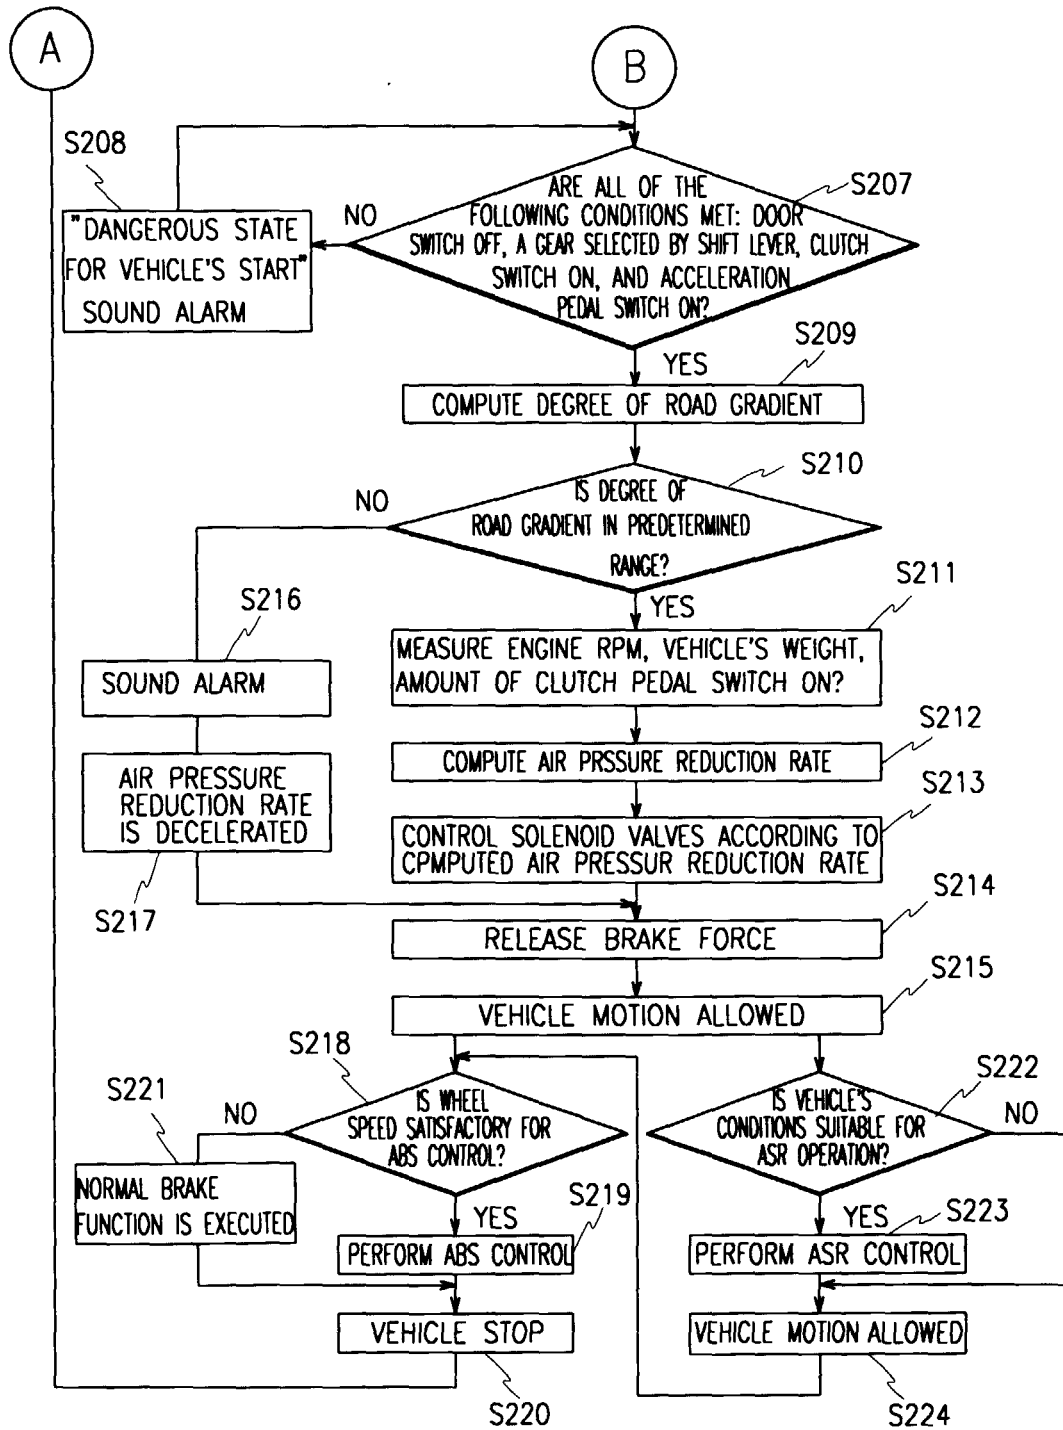 A
B
S208
S207
ARE ALL OF THE
FOLLOWING CONDITIONS MET: DOOR
SWITCH OFF, A GEAR SELECTED BY SHIFT LEVER, CLUTCH
SWITCH ON, AND ACCELERATION
PEDAL SWITCH ON?
NO
"DANGEROUS STATE
FOR VEHICLE'S START"
SOUND ALARM
YES
S209
COMPUTE DEGREE OF ROAD GRADIENT
S210
IS DEGREE OF
ROAD GRADIENT IN PREDETERMINED
RANGE?
NO
YES
S211
MEASURE ENGINE RPM, VEHICLE'S WEIGHT,
AMOUNT OF CLUTCH PEDAL SWITCH ON?
S216
SOUND ALARM
S212
COMPUTE AIR PRSSURE REDUCTION RATE
AIR PRESSURE
REDUCTION RATE
IS DECELERATED
S217
S213
CONTROL SOLENOID VALVES ACCORDING TO
CPMPUTED AIR PRESSUR REDUCTION RATE
S214
RELEASE BRAKE FORCE
S215
VEHICLE MOTION ALLOWED
S218
IS WHEEL
SPEED SATISFACTORY FOR
ABS CONTROL?
NO
S221
NORMAL BRAKE
FUNCTION IS EXECUTED
YES
S219
PERFORM ABS CONTROL
VEHICLE STOP
S220
S222
IS VEHICLE'S
CONDITIONS SUITABLE FOR
ASR OPERATION?
NO
YES
S223
PERFORM ASR CONTROL
VEHICLE MOTION ALLOWED
S224